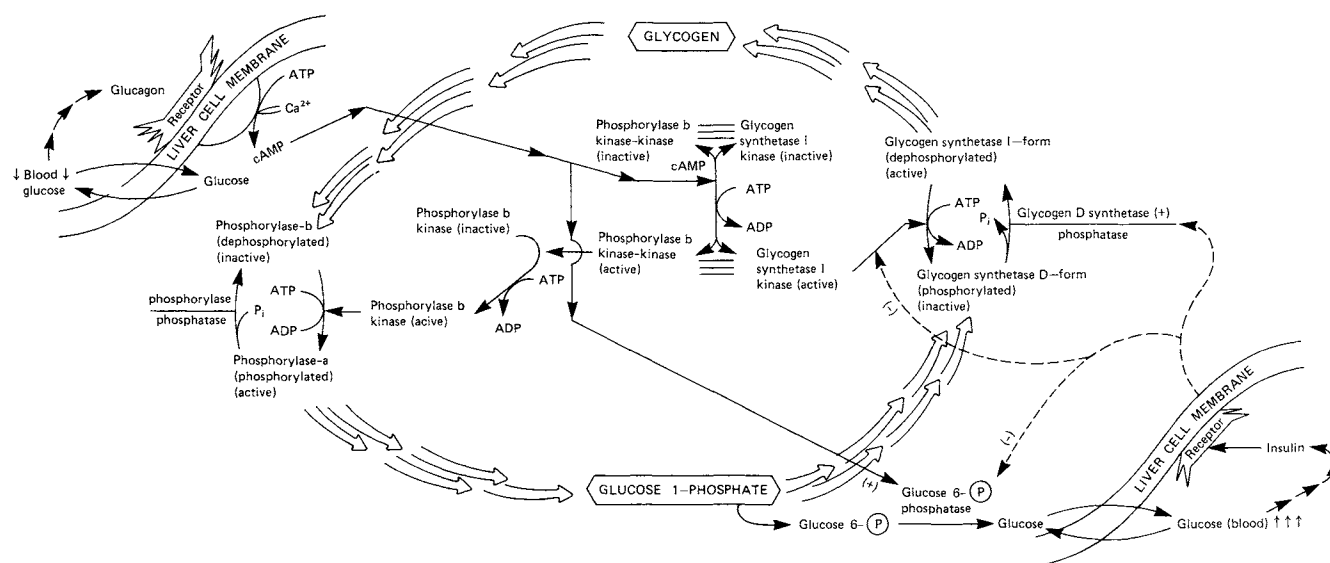 GLYCOGEN
LIVER CELL MEMBRANE
Receptor
Glucagon
ATP
Ca2+
cAMP
↓ Blood ↓
glucose
Glucose
Phosphorylase-b
(dephosphorylated)
(inactive)
phosphorylase
phosphatase
Pi
ATP
ADP
Phosphorylase-a
(phosphorylated)
(active)
Phosphorylase b
kinase (inactive)
ATP
ADP
Phosphorylase b
kinase (acive)
Phosphorylase b
kinase-kinase
(inactive)
Glycogen
synthetase I
kinase (inactive)
cAMP
ATP
ADP
Phosphorylase b
kinase-kinase
(active)
Glycogen
synthetase I
kinase (active)
Glycogen synthetase I-form
(dephosphorylated)
(active)
ATP
ADP
Pi
Glycogen D synthetase (+)
phosphatase
Glycogen synthetase D-form
(phosphorylated)
(inactive)
(-)
(-)
(+)
GLUCOSE 1-PHOSPHATE
Glucose 6- P
Glucose 6- P
phosphatase
Glucose
LIVER CELL MEMBRANE
Receptor
Insulin
Glucose (blood) ↑↑↑